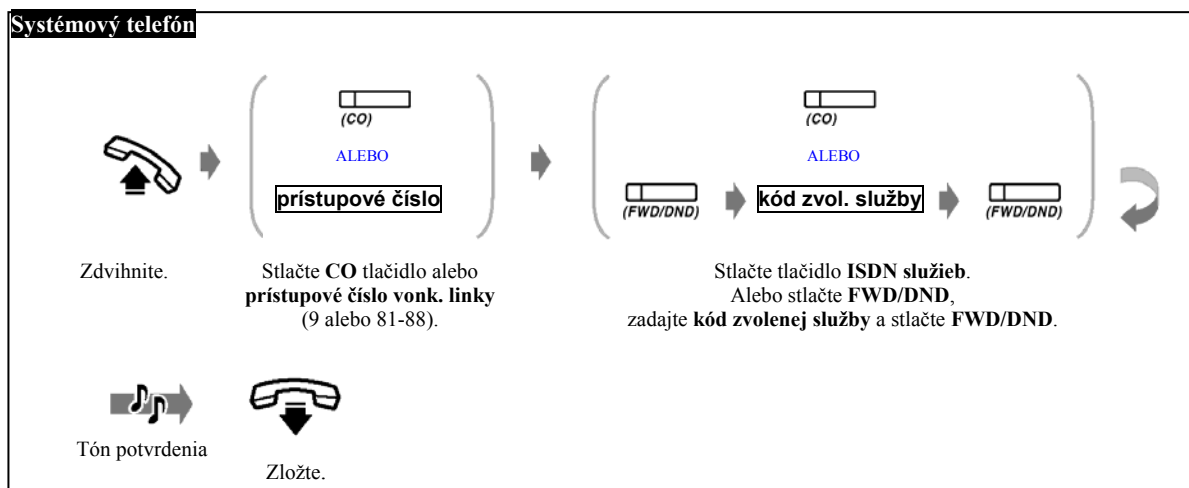 Systémový telefón
(CO)
ALEBO
prístupové číslo
(CO)
ALEBO
(FWD/DND)
kód zvol. služby
(FWD/DND)
Zdvihnite.
Stlačte CO tlačidlo alebo
prístupové číslo vonk. linky
(9 alebo 81-88).
Stlačte tlačidlo ISDN služieb.
Alebo stlačte FWD/DND,
zadajte kód zvolenej služby a stlačte FWD/DND.
Tón potvrdenia
Zložte.